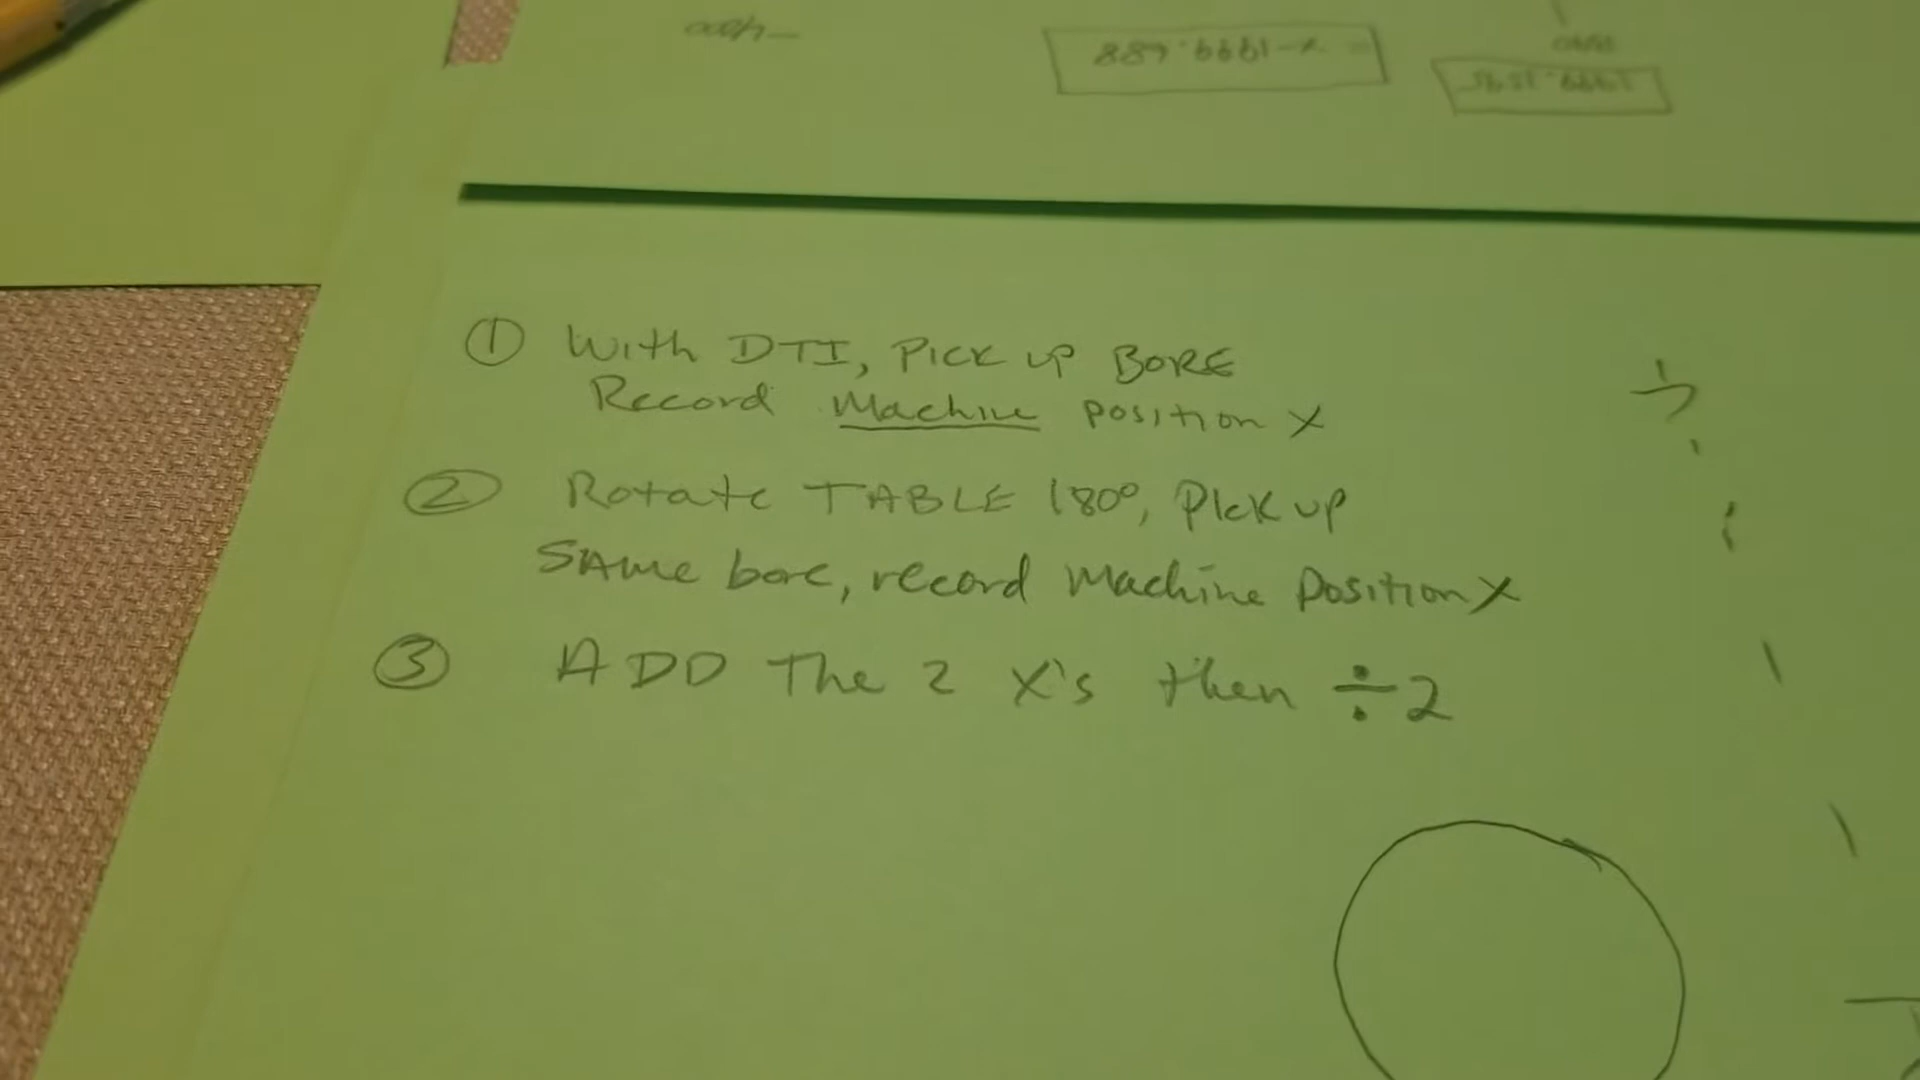 ① With DTI, Pick up BORE
Record Machine position X
② Rotate TABLE 180°, Pick up
SAME bore, record Machine Position X
③ ADD The 2 X's then ÷2